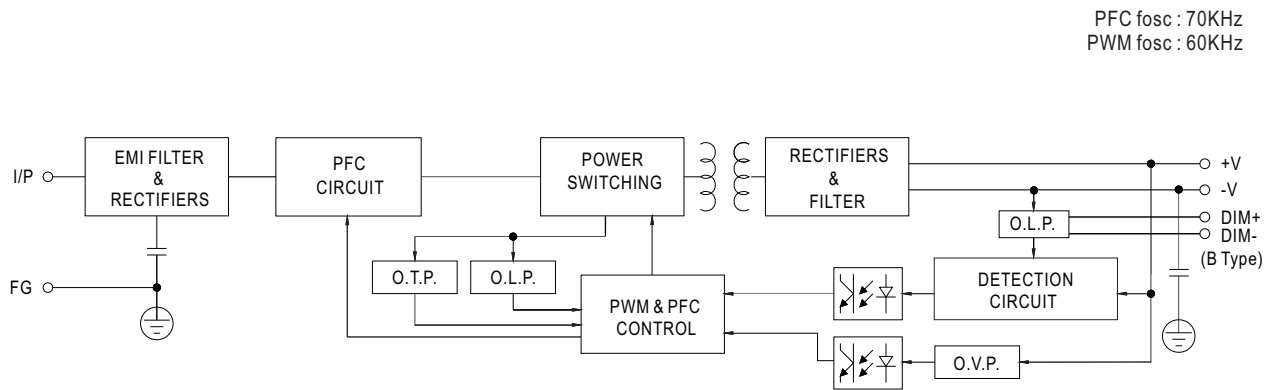 PFC fosc : 70KHz
PWM fosc : 60KHz
I/P
EMI FILTER
&
RECTIFIERS
PFC
CIRCUIT
POWER
SWITCHING
RECTIFIERS
&
FILTER
+V
-V
DIM+
DIM-
(B Type)
O.L.P.
FG
O.T.P.
O.L.P.
PWM & PFC
CONTROL
DETECTION
CIRCUIT
O.V.P.